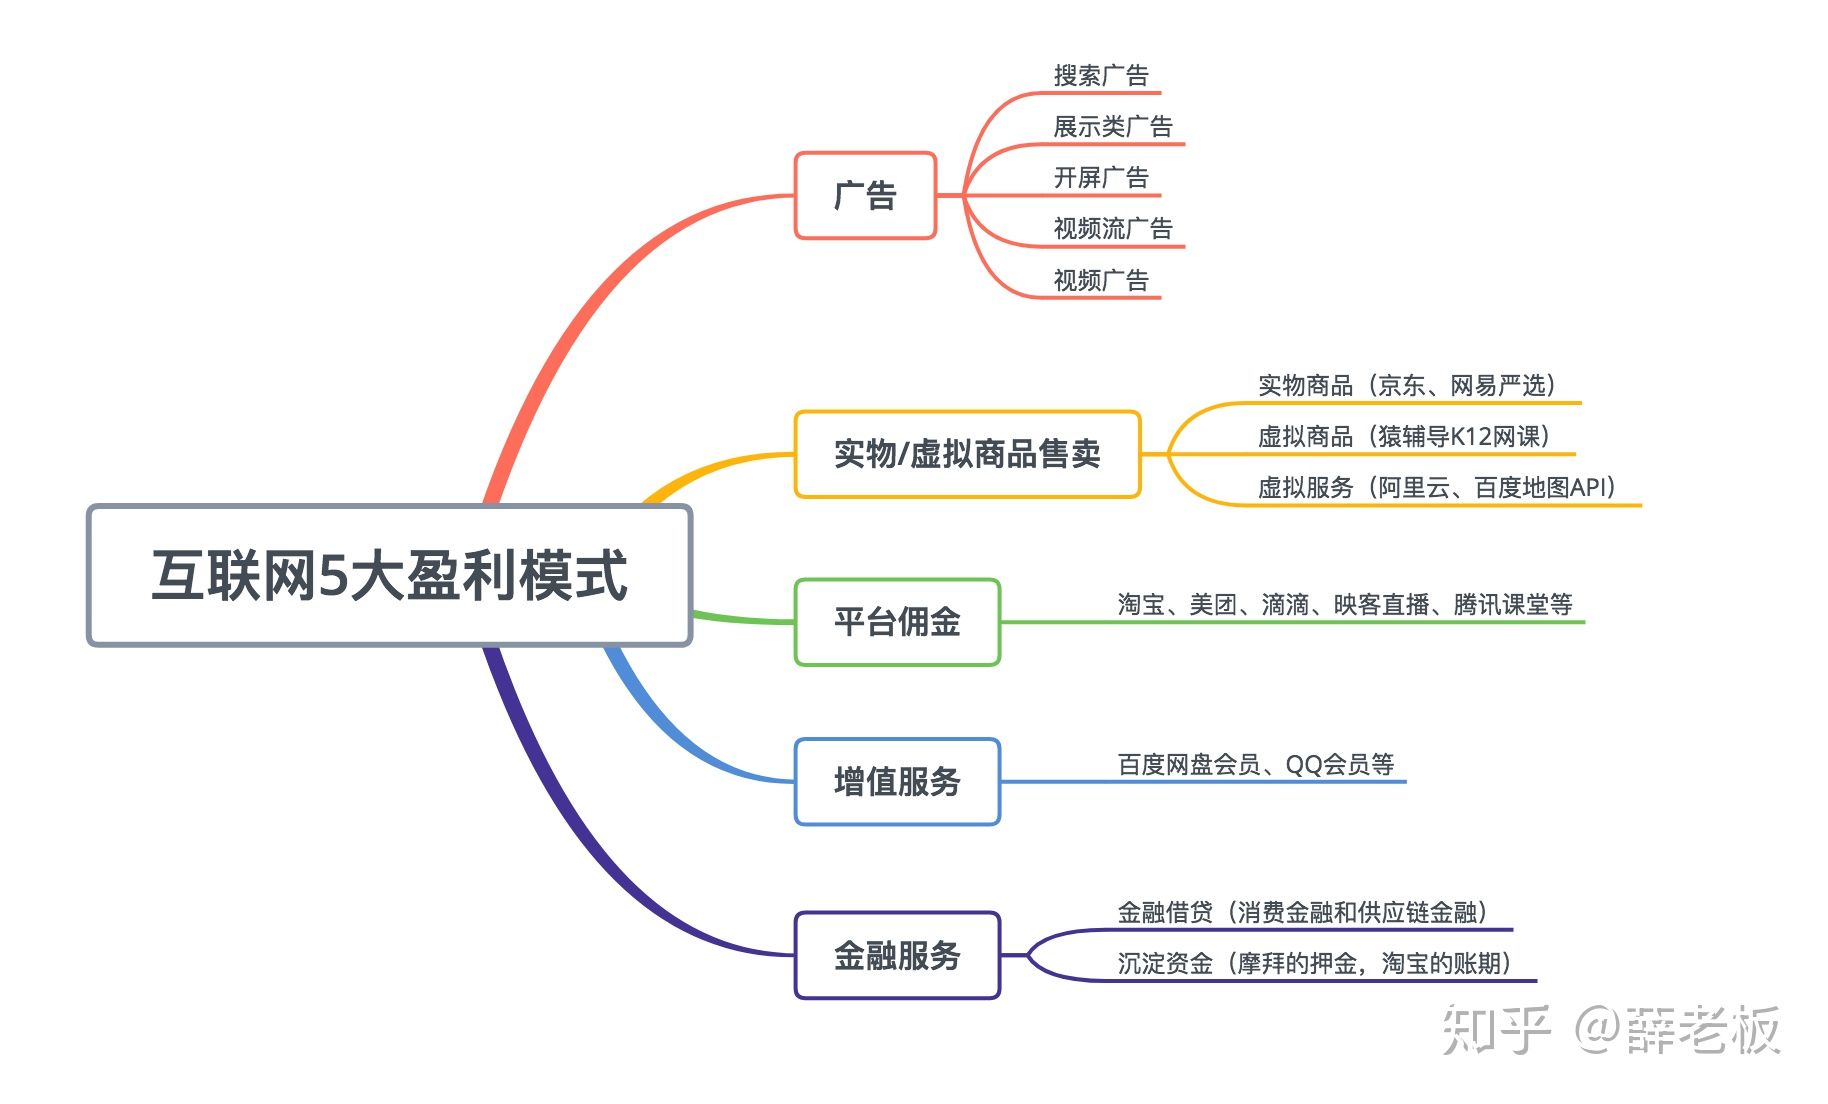 互联网5大盈利模式
广告
搜索广告
展示类广告
开屏广告
视频流广告
视频广告
实物/虚拟商品售卖
实物商品（京东、网易严选）
虚拟商品（猿辅导K12网课）
虚拟服务（阿里云、百度地图API）
平台佣金
淘宝、美团、滴滴、映客直播、腾讯课堂等
增值服务
百度网盘会员、QQ会员等
金融服务
金融借贷（消费金融和供应链金融）
沉淀资金（摩拜的押金，淘宝的账期）
知乎 @薛老板